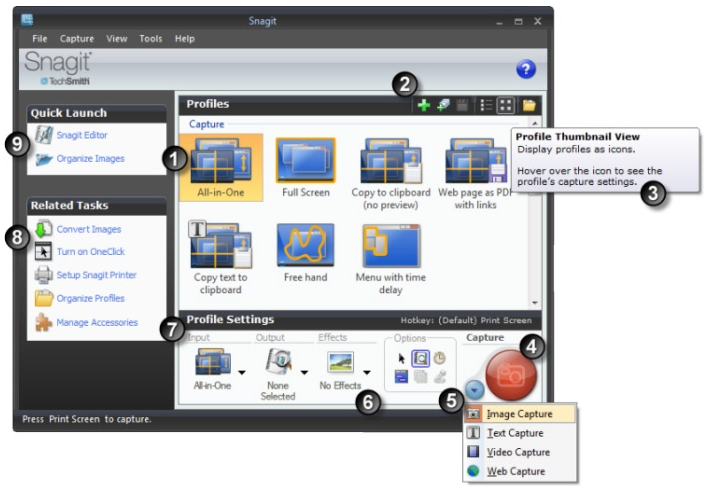 Snagit
File Capture View Tools Help
Snagit
TechSmith
?
2
Quick Launch
Profiles
Capture
9
Snagit Editor
Organize Images
1
Profile Thumbnail View
Display profiles as icons.
Hover over the icon to see the
profile's capture settings.
3
All-in-One
Full Screen
Copy to clipboard
(no preview)
Web page as PDF
with links
Related Tasks
8
Convert Images
Turn on OneClick
Setup Snagit Printer
Organize Profiles
Manage Accessories
T
Copy text to
clipboard
Free hand
Menu with time
delay
7
Profile Settings
Hotkey: (Default) Print Screen
Input
Output
Effects
Options
Capture
4
All-in-One
None
Selected
No Effects
6
5
Press Print Screen to capture.
Image Capture
T
Text Capture
Video Capture
Web Capture